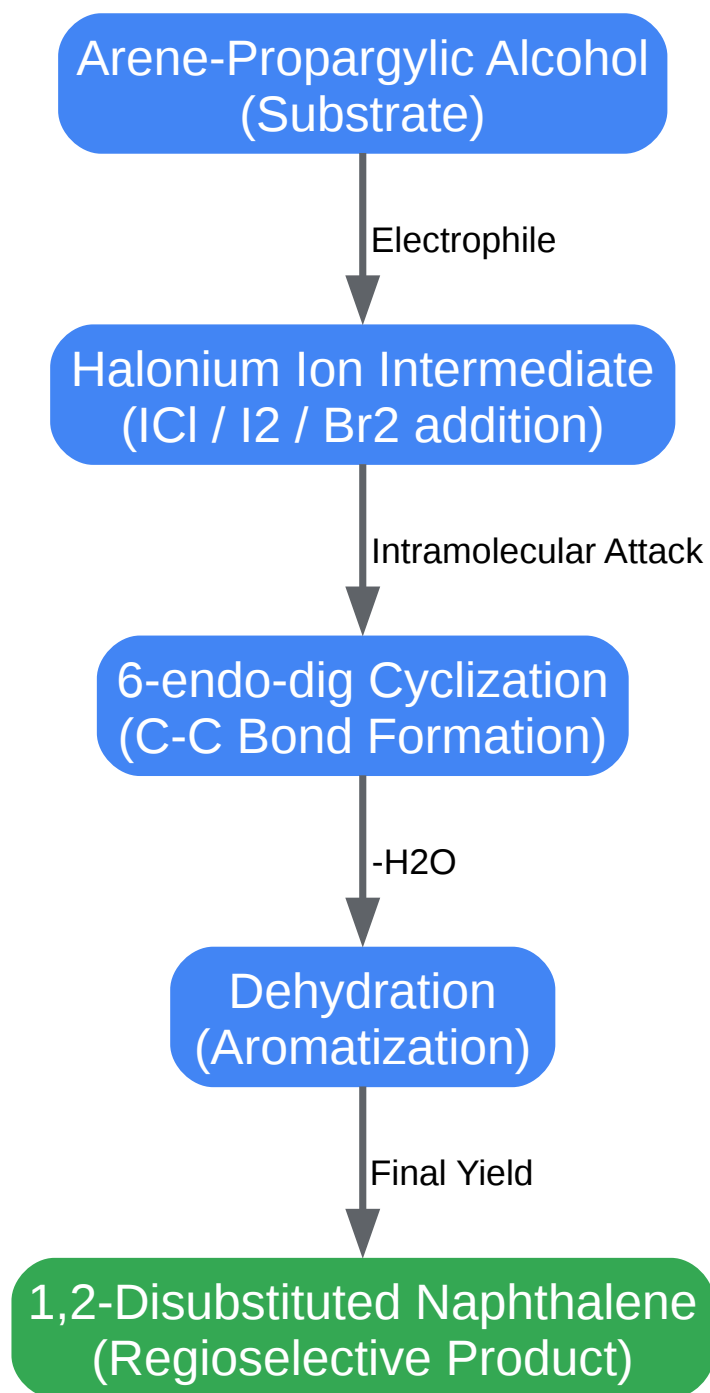 Arene-Propargylic Alcohol
(Substrate)
Electrophile
Halonium Ion Intermediate
(ICl / I2 / Br2 addition)
Intramolecular Attack
6-endo-dig Cyclization
(C-C Bond Formation)
-H2O
Dehydration
(Aromatization)
Final Yield
1,2-Disubstituted Naphthalene
(Regioselective Product)